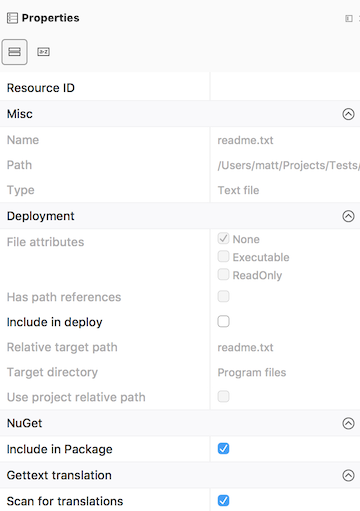 Properties
a-z
Resource ID
Misc
Name readme.txt
Path /Users/matt/Projects/Tests/
Type Text file
Deployment
File attributes None
Executable
ReadOnly
Has path references
Include in deploy
Relative target path readme.txt
Target directory Program files
Use project relative path
NuGet
Include in Package
Gettext translation
Scan for translations